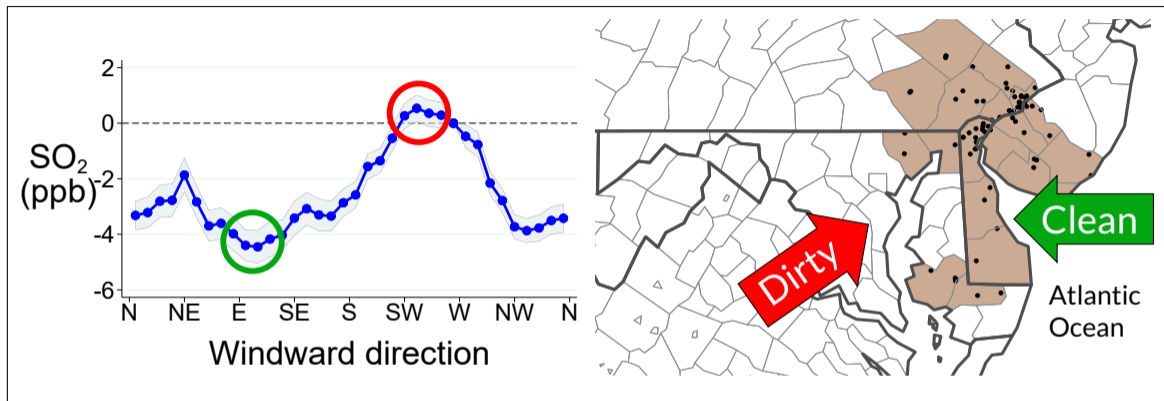 2
0
-2
-4
-6
SO₂
(ppb)
N NE E SE S SW W NW N
Windward direction
Dirty
Clean
Atlantic
Ocean